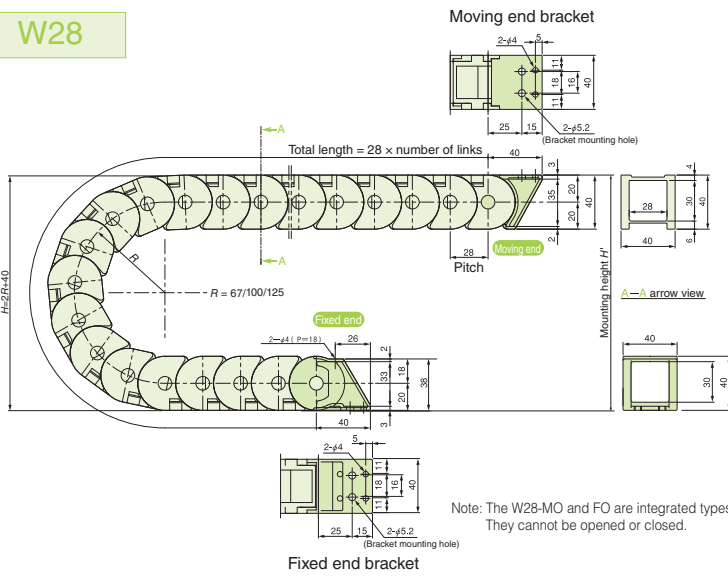 W28
Moving end bracket
2-φ4
5
11
18
11
16
40
25
15
2-φ5.2
(Bracket mounting hole)
A
Total length = 28 × number of links
40
3
35
2
20
20
40
Moving end
28
Pitch
A
R
R = 67/100/125
H=2R+40
Mounting height H'
4
28
30
40
6
40
A—A arrow view
Fixed end
2—φ4 ( P=18)
26
2
33
3
18
20
38
40
40
30
40
5
2-φ4
11
18
11
16
40
25
15
2-φ5.2
(Bracket mounting hole)
Fixed end bracket
Note: The W28-MO and FO are integrated types
They cannot be opened or closed.